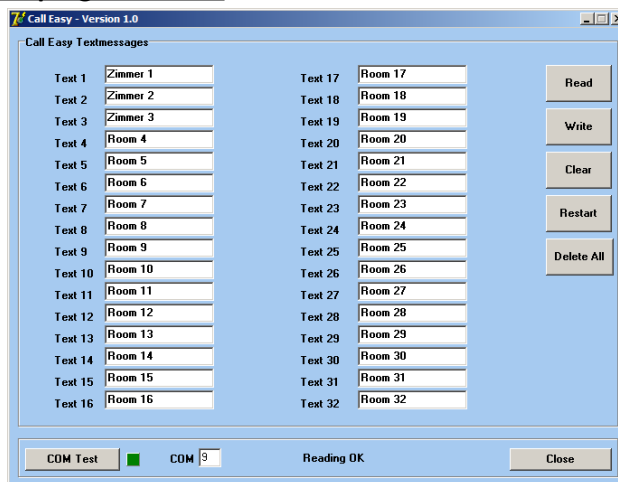 Call Easy - Version 1.0
Call Easy Textmessages
Text 1 Zimmer 1
Text 2 Zimmer 2
Text 3 Zimmer 3
Text 4 Room 4
Text 5 Room 5
Text 6 Room 6
Text 7 Room 7
Text 8 Room 8
Text 9 Room 9
Text 10 Room 10
Text 11 Room 11
Text 12 Room 12
Text 13 Room 13
Text 14 Room 14
Text 15 Room 15
Text 16 Room 16
Text 17 Room 17
Text 18 Room 18
Text 19 Room 19
Text 20 Room 20
Text 21 Room 21
Text 22 Room 22
Text 23 Room 23
Text 24 Room 24
Text 25 Room 25
Text 26 Room 26
Text 27 Room 27
Text 28 Room 28
Text 29 Room 29
Text 30 Room 30
Text 31 Room 31
Text 32 Room 32
Read
Write
Clear
Restart
Delete All
COM Test COM 9 Reading OK Close